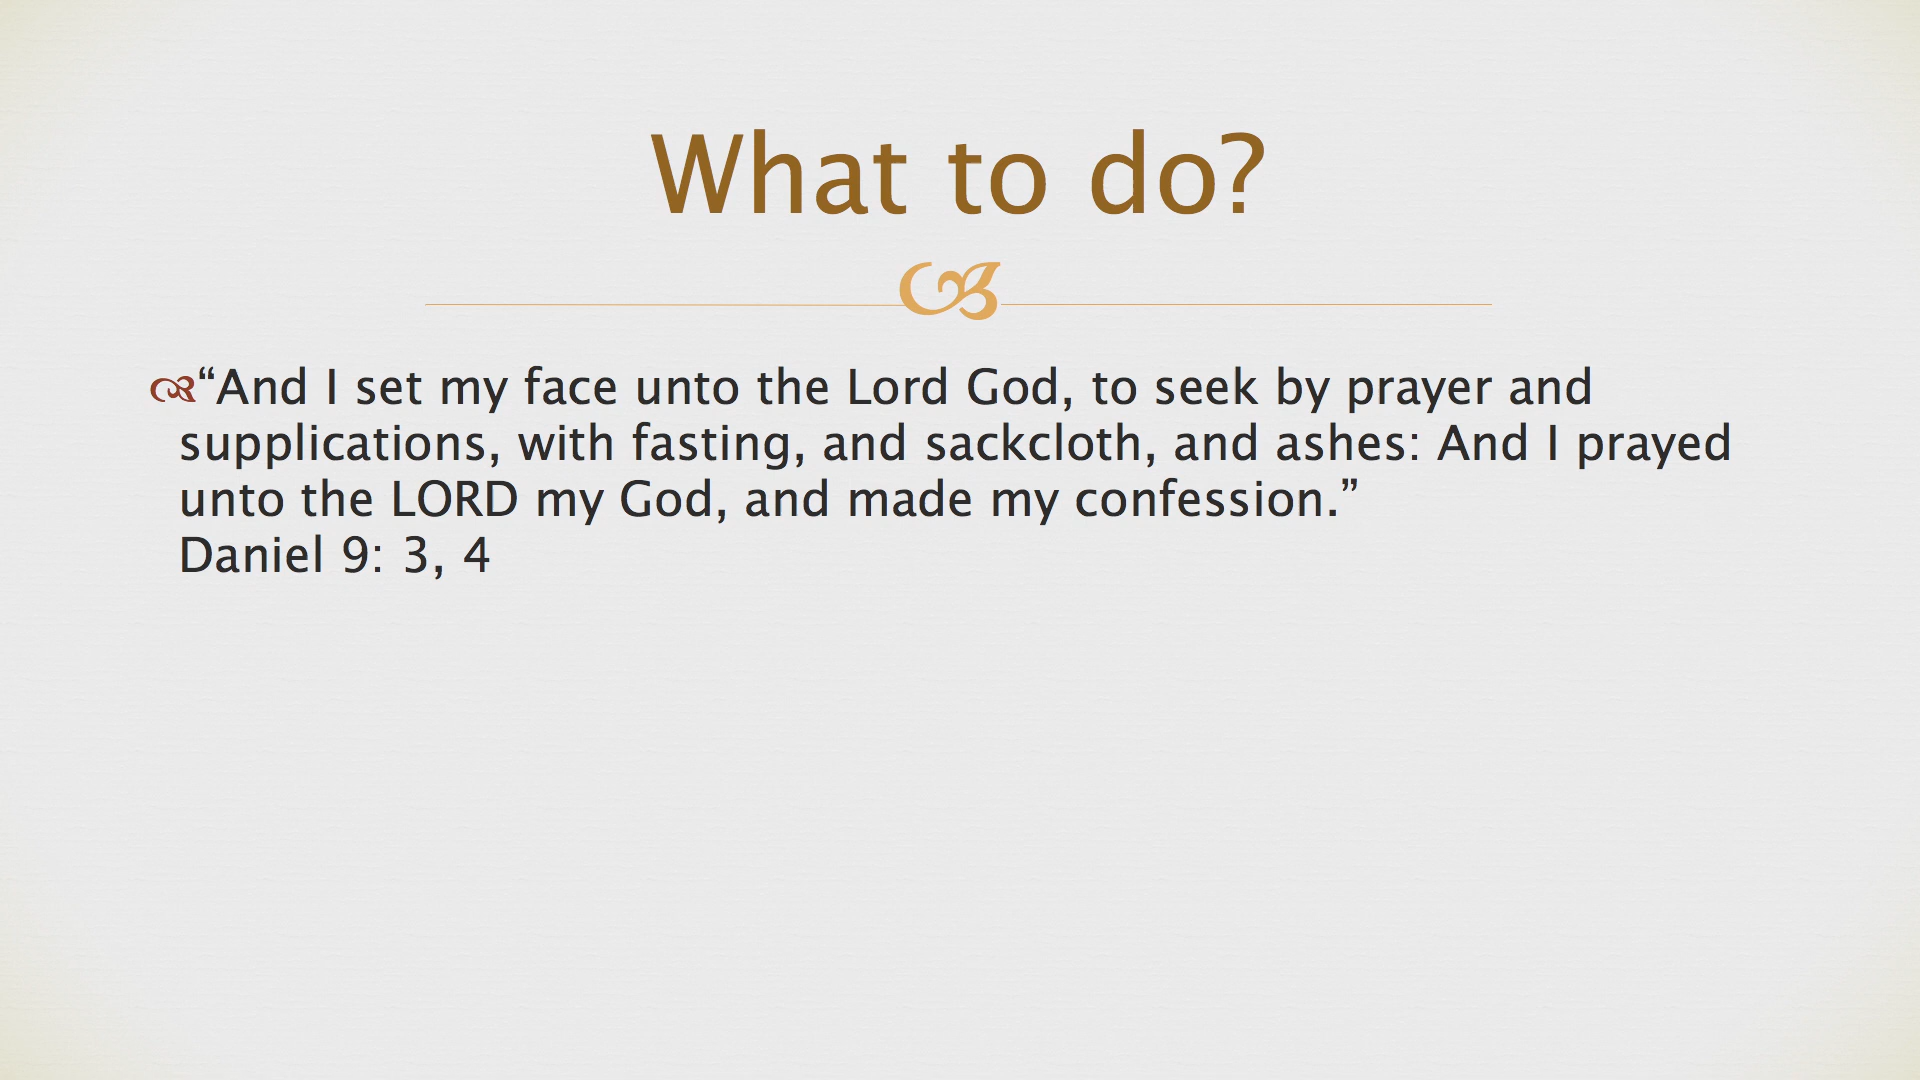 What to do?
“And I set my face unto the Lord God, to seek by prayer and
supplications, with fasting, and sackcloth, and ashes: And I prayed
unto the LORD my God, and made my confession.”
Daniel 9: 3, 4